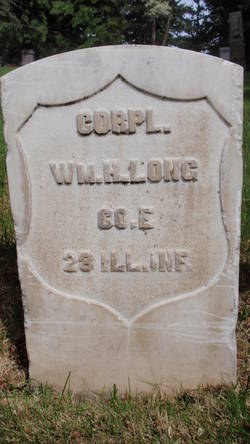 CORPL.
WM.H.LONG
CO.E
29 ILL.INF.